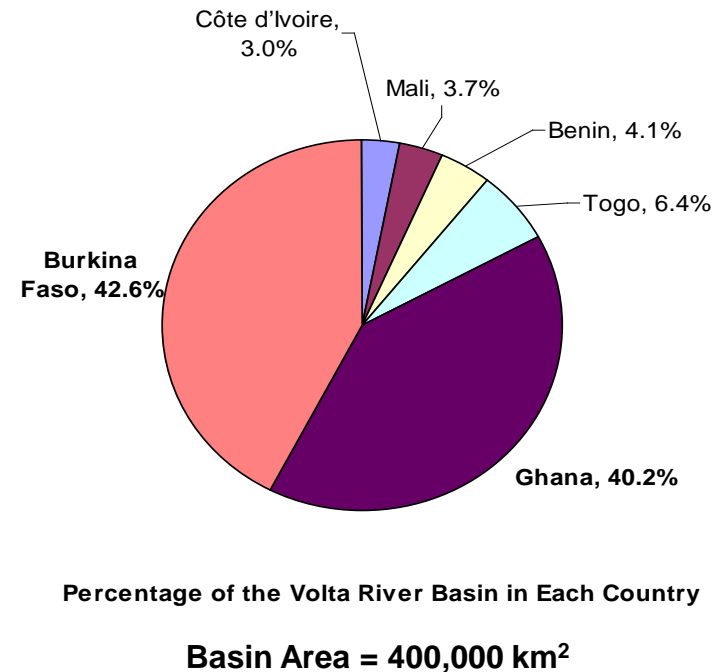 Côte d'Ivoire,
3.0%
Mali, 3.7%
Benin, 4.1%
Togo, 6.4%
Burkina
Faso, 42.6%
Ghana, 40.2%
Percentage of the Volta River Basin in Each Country
Basin Area = 400,000 km²